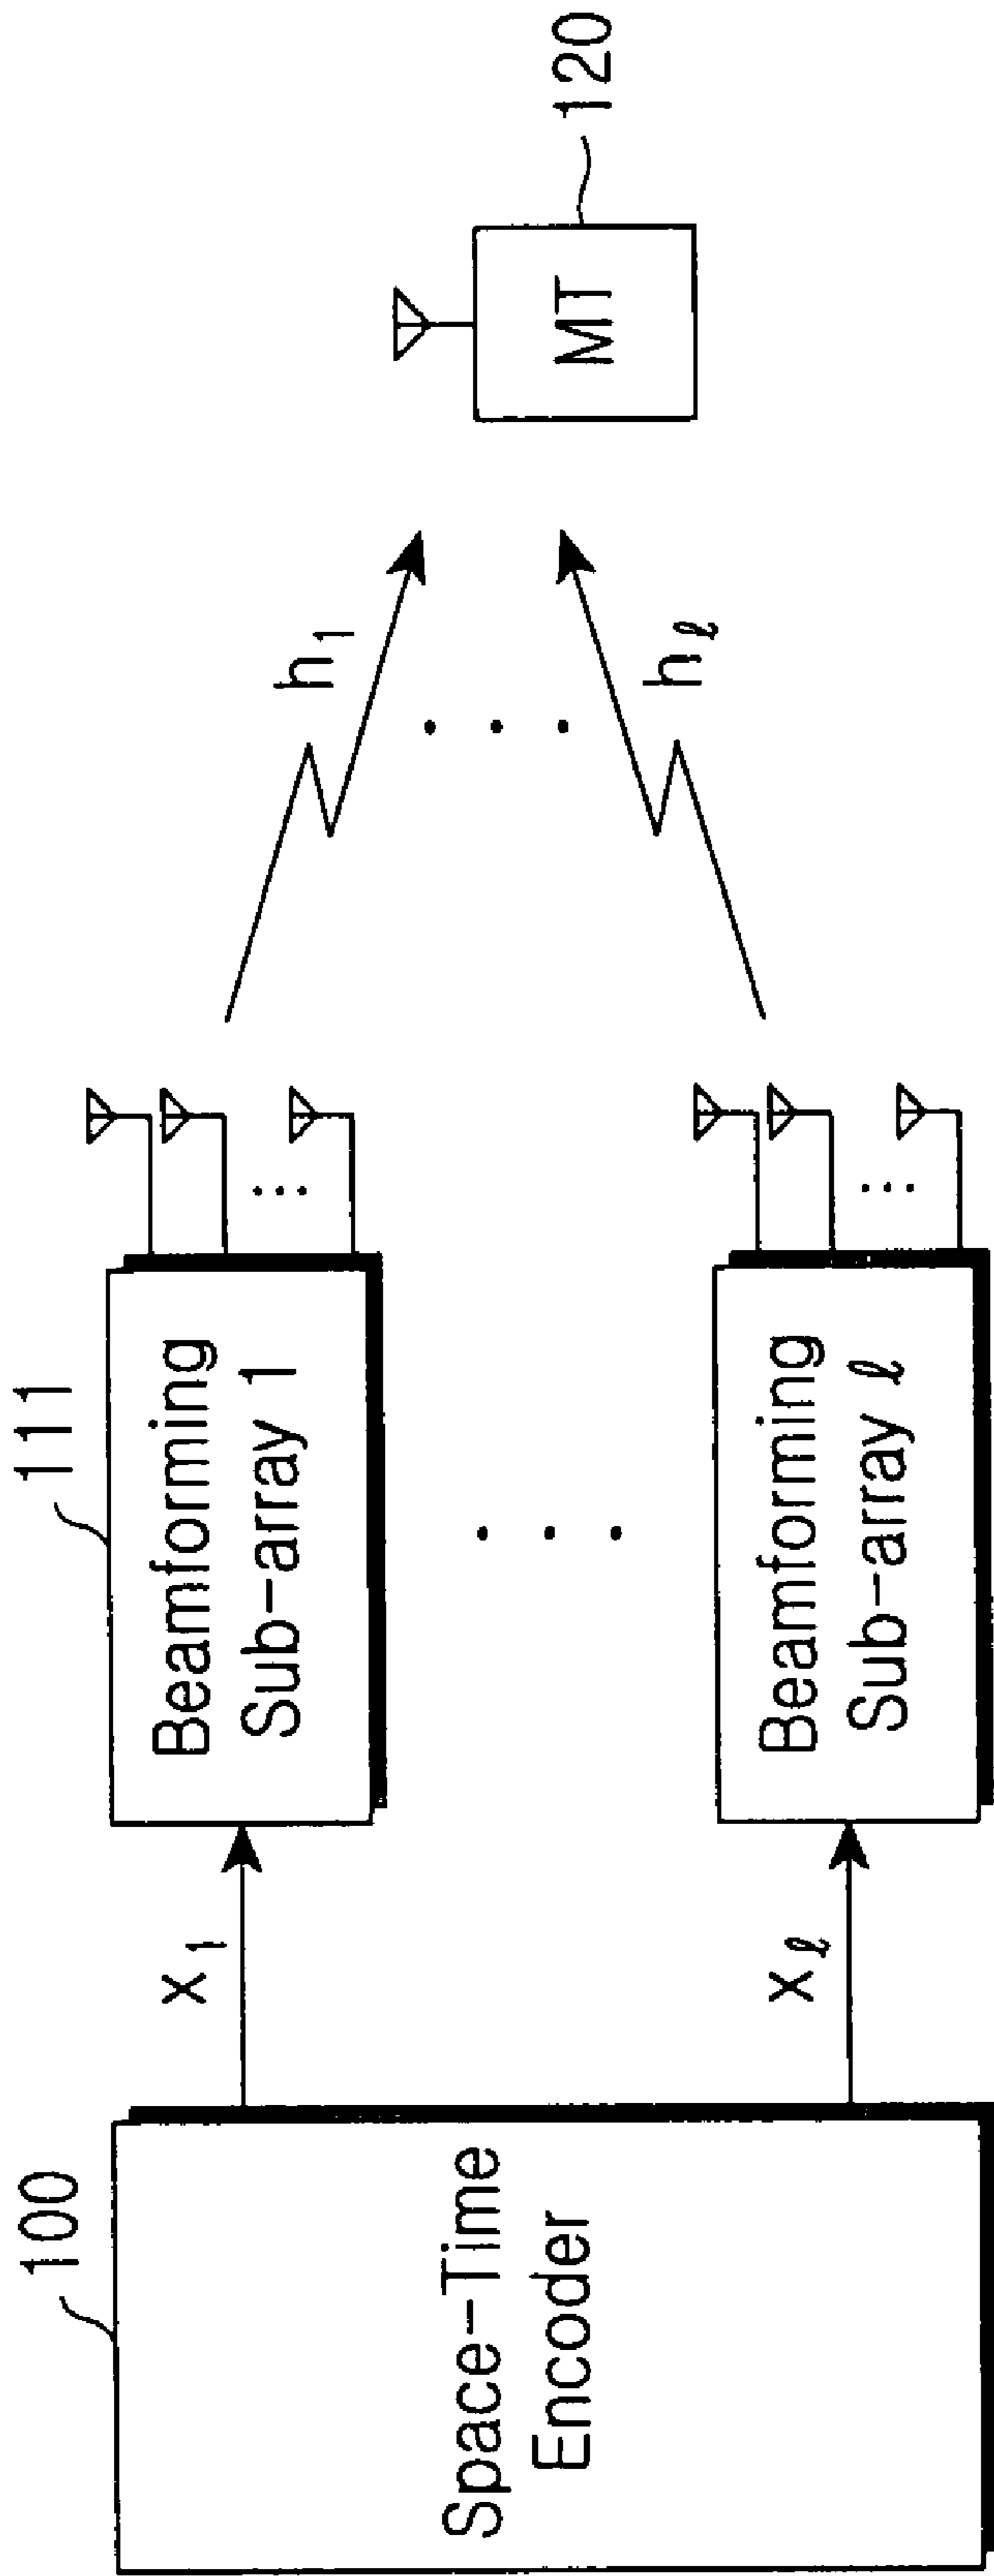 100
Space-Time
Encoder
x1
xℓ
111
Beamforming
Sub-array 1
Beamforming
Sub-array ℓ
h1
hℓ
MT
120